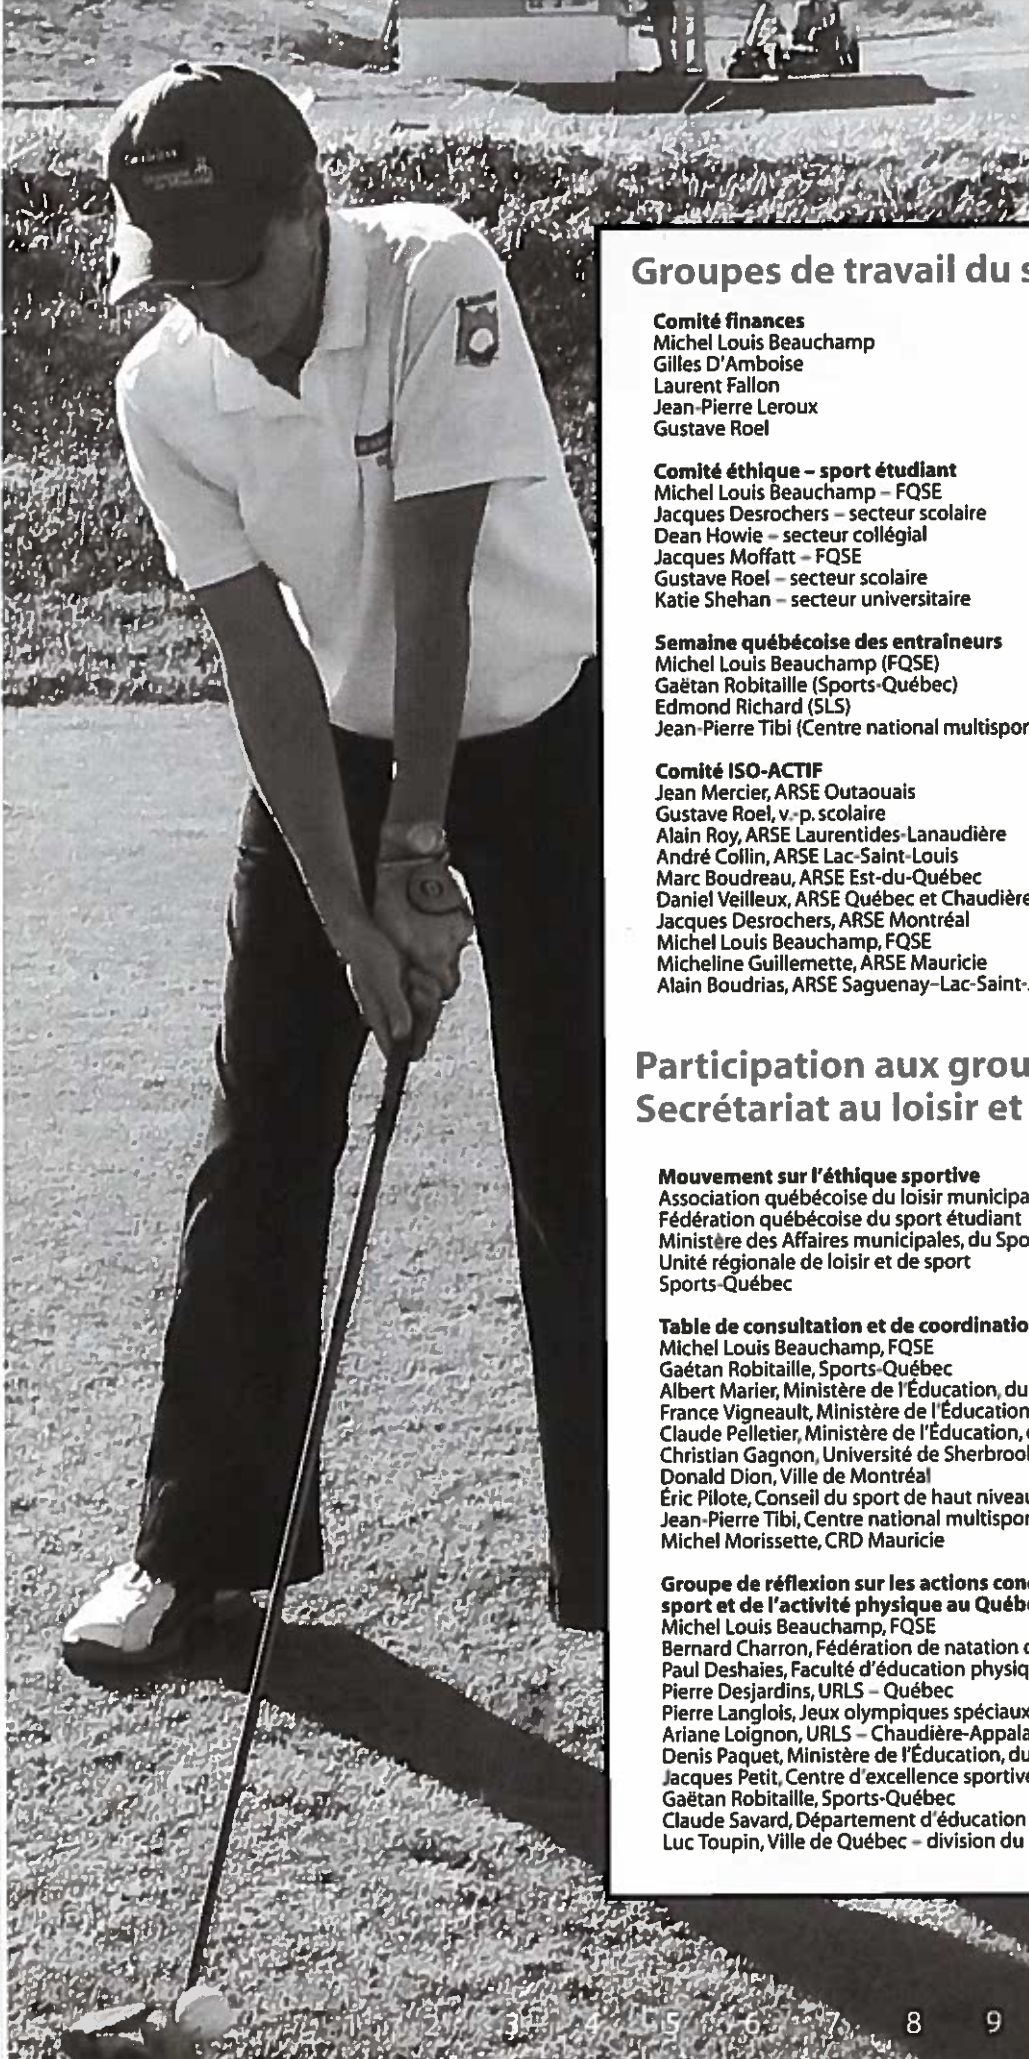 Groupes de travail du s
Comité finances
Michel Louis Beauchamp
Gilles D'Amboise
Laurent Fallon
Jean-Pierre Leroux
Gustave Roel
Comité éthique – sport étudiant
Michel Louis Beauchamp – FQSE
Jacques Desrochers – secteur scolaire
Dean Howie – secteur collégial
Jacques Moffatt – FQSE
Gustave Roel – secteur scolaire
Katie Shehan – secteur universitaire
Semaine québécoise des entraîneurs
Michel Louis Beauchamp (FQSE)
Gaëtan Robitaille (Sports-Québec)
Edmond Richard (SLS)
Jean-Pierre Tibi (Centre national multispor
Comité ISO-ACTIF
Jean Mercier, ARSE Outaouais
Gustave Roel, v.-p. scolaire
Alain Roy, ARSE Laurentides-Lanaudière
André Collin, ARSE Lac-Saint-Louis
Marc Boudreau, ARSE Est-du-Québec
Daniel Veilleux, ARSE Québec et Chaudière
Jacques Desrochers, ARSE Montréal
Michel Louis Beauchamp, FQSE
Micheline Guillemette, ARSE Mauricie
Alain Boudrias, ARSE Saguenay–Lac-Saint-
Participation aux grou
Secrétariat au loisir et
Mouvement sur l'éthique sportive
Association québécoise du loisir municipa
Fédération québécoise du sport étudiant
Ministère des Affaires municipales, du Spo
Unité régionale de loisir et de sport
Sports-Québec
Table de consultation et de coordinatio
Michel Louis Beauchamp, FQSE
Gaétan Robitaille, Sports-Québec
Albert Marier, Ministère de l'Éducation, du
France Vigneault, Ministère de l'Éducation
Claude Pelletier, Ministère de l'Éducation,
Christian Gagnon, Université de Sherbrook
Donald Dion, Ville de Montréal
Éric Pilote, Conseil du sport de haut niveau
Jean-Pierre Tibi, Centre national multispor
Michel Morissette, CRD Mauricie
Groupe de réflexion sur les actions conc
sport et de l'activité physique au Québe
Michel Louis Beauchamp, FQSE
Bernard Charron, Fédération de natation d
Paul Deshaies, Faculté d'éducation physiq
Pierre Desjardins, URLS – Québec
Pierre Langlois, Jeux olympiques spéciaux
Ariane Loignon, URLS – Chaudière-Appala
Denis Paquet, Ministère de l'Éducation, du
Jacques Petit, Centre d'excellence sportive
Gaëtan Robitaille, Sports-Québec
Claude Savard, Département d'éducation
Luc Toupin, Ville de Québec – division du
1 2 3 4 5 6 7 8 9